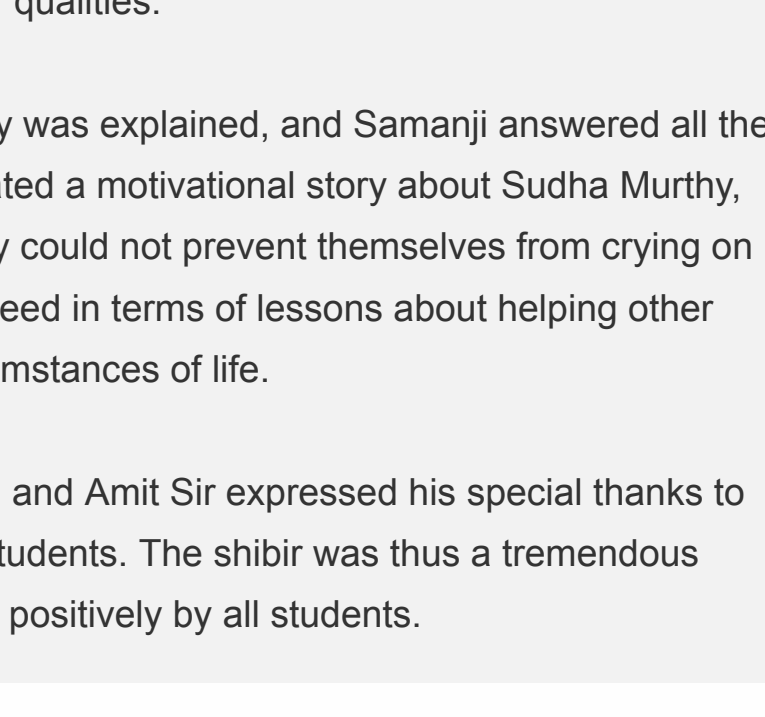 qualities.
y was explained, and Samanji answered all the
ated a motivational story about Sudha Murthy,
y could not prevent themselves from crying on
eed in terms of lessons about helping other
mstances of life.
and Amit Sir expressed his special thanks to
tudents. The shibir was thus a tremendous
positively by all students.